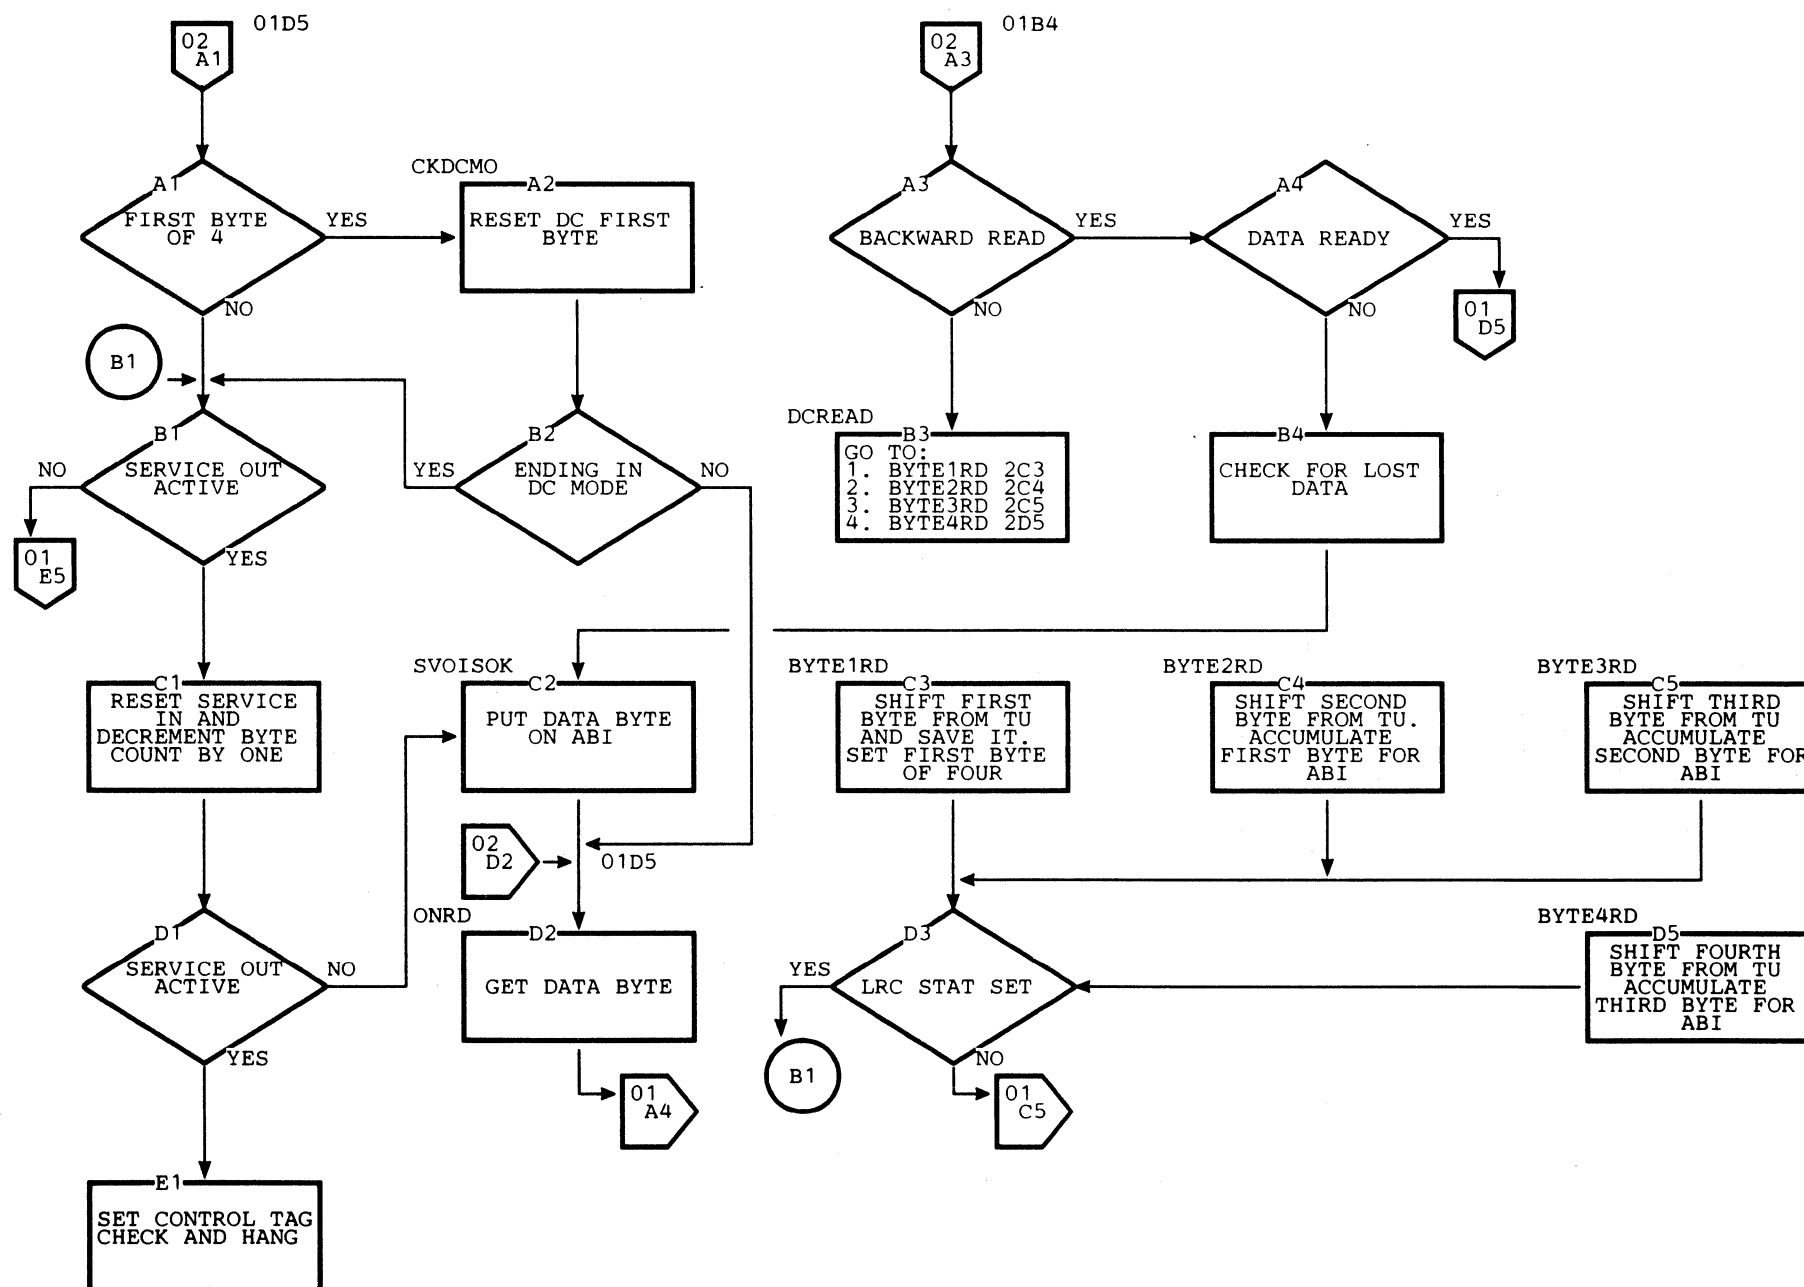 01D5
02
A1
01B4
02
A3
CKDCMO
A1
FIRST BYTE
OF 4
YES
NO
A2
RESET DC FIRST
BYTE
A3
BACKWARD READ
YES
NO
A4
DATA READY
YES
NO
01
D5
B1
B1
SERVICE OUT
ACTIVE
NO
YES
01
E5
B2
ENDING IN
DC MODE
YES
NO
DCREAD
B3
GO TO:
1. BYTE1RD 2C3
2. BYTE2RD 2C4
3. BYTE3RD 2C5
4. BYTE4RD 2D5
B4
CHECK FOR LOST
DATA
C1
RESET SERVICE
IN AND
DECREMENT BYTE
COUNT BY ONE
SVOISOK
C2
PUT DATA BYTE
ON ABI
BYTE1RD
C3
SHIFT FIRST
BYTE FROM TU
AND SAVE IT.
SET FIRST BYTE
OF FOUR
BYTE2RD
C4
SHIFT SECOND
BYTE FROM TU.
ACCUMULATE
FIRST BYTE FOR
ABI
BYTE3RD
C5
SHIFT THIRD
BYTE FROM TU
ACCUMULATE
SECOND BYTE FOR
ABI
02
D2
01D5
D1
SERVICE OUT
ACTIVE
NO
YES
ONRD
D2
GET DATA BYTE
01
A4
D3
LRC STAT SET
YES
NO
B1
01
C5
BYTE4RD
D5
SHIFT FOURTH
BYTE FROM TU
ACCUMULATE
THIRD BYTE FOR
ABI
E1
SET CONTROL TAG
CHECK AND HANG